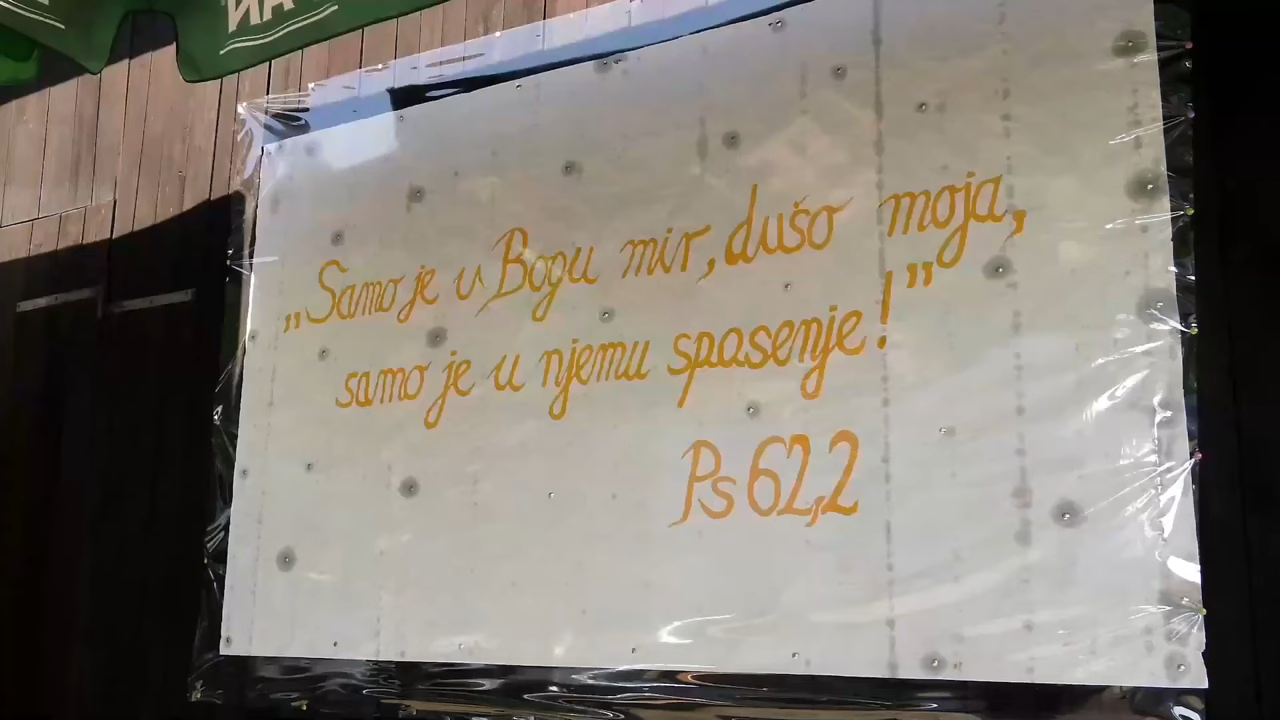 „Samo je u Bogu mir, dušo moja,
samo je u njemu spasenje!”
Ps 62,2